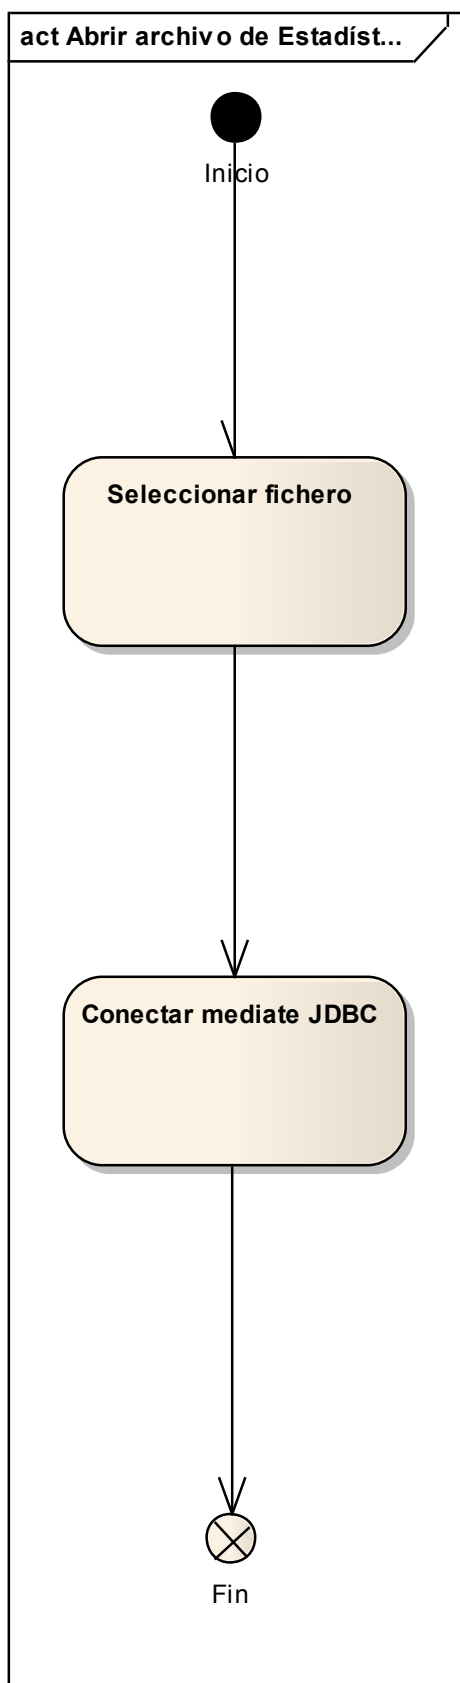 act Abrir archivo de Estadíst...
Inicio
Seleccionar fichero
Conectar mediate JDBC
Fin